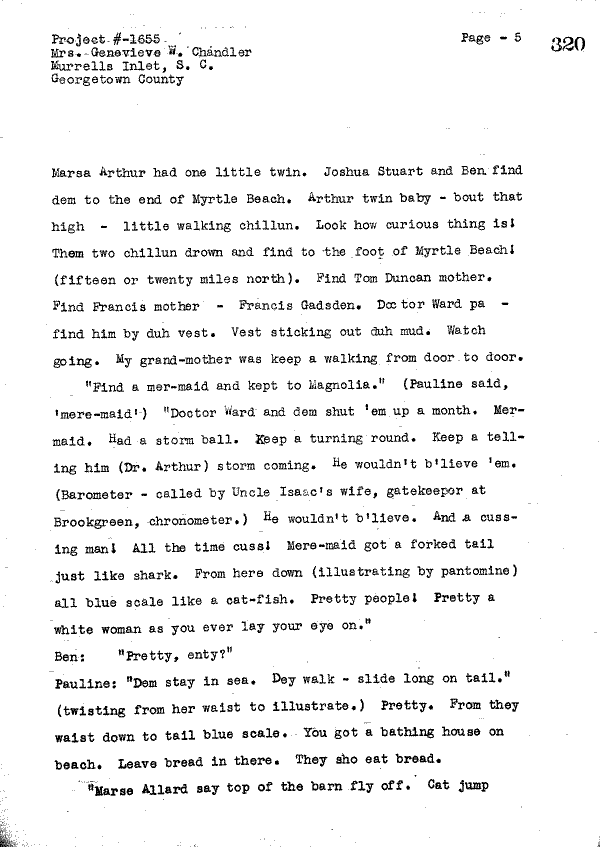 Project #-1655
Mrs. Genevieve W. Chandler
Murrells Inlet, S. C.
Georgetown County
Page - 5
320
Marsa Arthur had one little twin. Joshua Stuart and Ben find
dem to the end of Myrtle Beach. Arthur twin baby - bout that
high - little walking chillun. Look how curious thing is!
Them two chillun drown and find to the foot of Myrtle Beach!
(fifteen or twenty miles north). Find Tom Duncan mother.
Find Francis mother - Francis Gadsden. Doctor Ward pa -
find him by duh vest. Vest sticking out duh mud. Watch
going. My grand-mother was keep a walking from door to door.
"Find a mer-maid and kept to Magnolia." (Pauline said,
'mere-maid') "Doctor Ward and dem shut 'em up a month. Mer-
maid. Had a storm ball. Keep a turning round. Keep a tell-
ing him (Dr. Arthur) storm coming. He wouldn't b'lieve 'em.
(Barometer - called by Uncle Isaac's wife, gatekeeper at
Brookgreen, chronometer.) He wouldn't b'lieve. And a cuss-
ing man! All the time cuss! Mere-maid got a forked tail
just like shark. From here down (illustrating by pantomine)
all blue scale like a cat-fish. Pretty people! Pretty a
white woman as you ever lay your eye on."
Ben: "Pretty, enty?"
Pauline: "Dem stay in sea. Dey walk - slide long on tail."
(twisting from her waist to illustrate.) Pretty. From they
waist down to tail blue scale. You got a bathing house on
beach. Leave bread in there. They sho eat bread.
"Marse Allard say top of the barn fly off. Cat jump